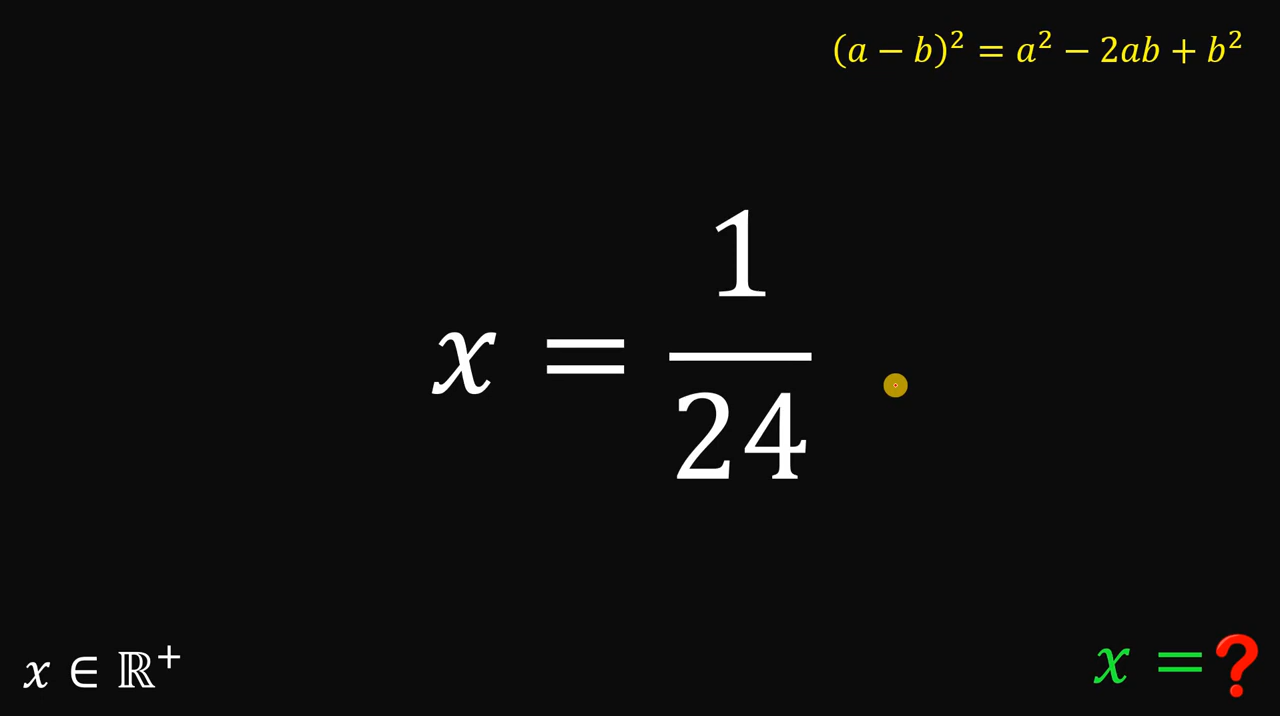 (a − b)² = a² − 2ab + b²
x = 1/24
x ∈ ℝ⁺
x = ❓